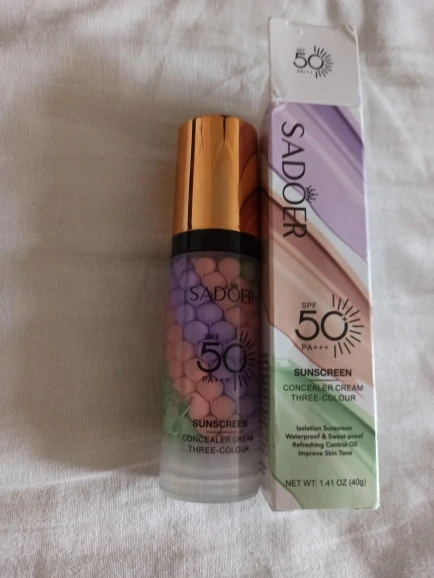 SPF
50
PA+++
SADOER
SPF
50
PA+++
SUNSCREEN
CONCEALER CREAM
THREE-COLOUR
Isolation Sunscreen
Waterproof & Sweat-proof
Refreshing Control Oil
Improve Skin Tone
NET WT: 1.41 OZ (40g)
SADOER
SPF
50
PA+++
SUNSCREEN
CONCEALER CREAM
THREE-COLOUR